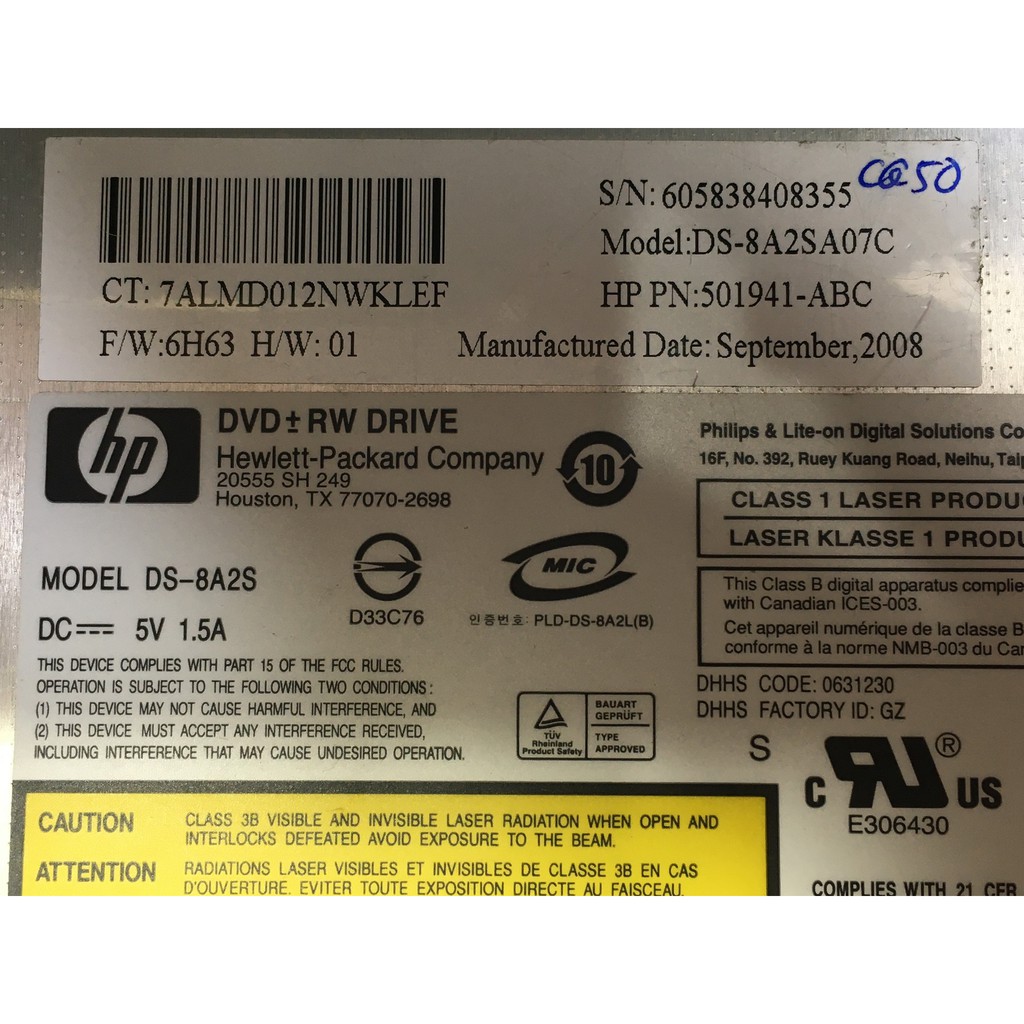 CQ50
S/N: 605838408355
Model:DS-8A2SA07C
CT: 7ALMD012NWKLEF
HP PN:501941-ABC
F/W:6H63 H/W: 01
Manufactured Date: September,2008
hp
DVD±RW DRIVE
Hewlett-Packard Company
20555 SH 249
Houston, TX 77070-2698
10
Philips & Lite-on Digital Solutions Co
16F, No. 392, Ruey Kuang Road, Neihu, Taip
CLASS 1 LASER PRODU
LASER KLASSE 1 PRODU
MODEL DS-8A2S
DC 5V 1.5A
D33C76
MIC
인증번호: PLD-DS-8A2L(B)
This Class B digital apparatus complie
with Canadian ICES-003.
Cet appareil numérique de la classe B
conforme à la norme NMB-003 du Can
THIS DEVICE COMPLIES WITH PART 15 OF THE FCC RULES.
OPERATION IS SUBJECT TO THE FOLLOWING TWO CONDITIONS:
(1) THIS DEVICE MAY NOT CAUSE HARMFUL INTERFERENCE, AND
(2) THIS DEVICE MUST ACCEPT ANY INTERFERENCE RECEIVED,
INCLUDING INTERFERENCE THAT MAY CAUSE UNDESIRED OPERATION.
TÜV
Rheinland
Product Safety
BAUART
GEPRÜFT
TYPE
APPROVED
DHHS CODE: 0631230
DHHS FACTORY ID: GZ
S
C RU ® US
E306430
COMPLIES WITH 21 CFR
CAUTION
CLASS 3B VISIBLE AND INVISIBLE LASER RADIATION WHEN OPEN AND
INTERLOCKS DEFEATED AVOID EXPOSURE TO THE BEAM.
ATTENTION
RADIATIONS LASER VISIBLES ET INVISIBLES DE CLASSE 3B EN CAS
D'OUVERTURE. EVITER TOUTE EXPOSITION DIRECTE AU FAISCEAU.